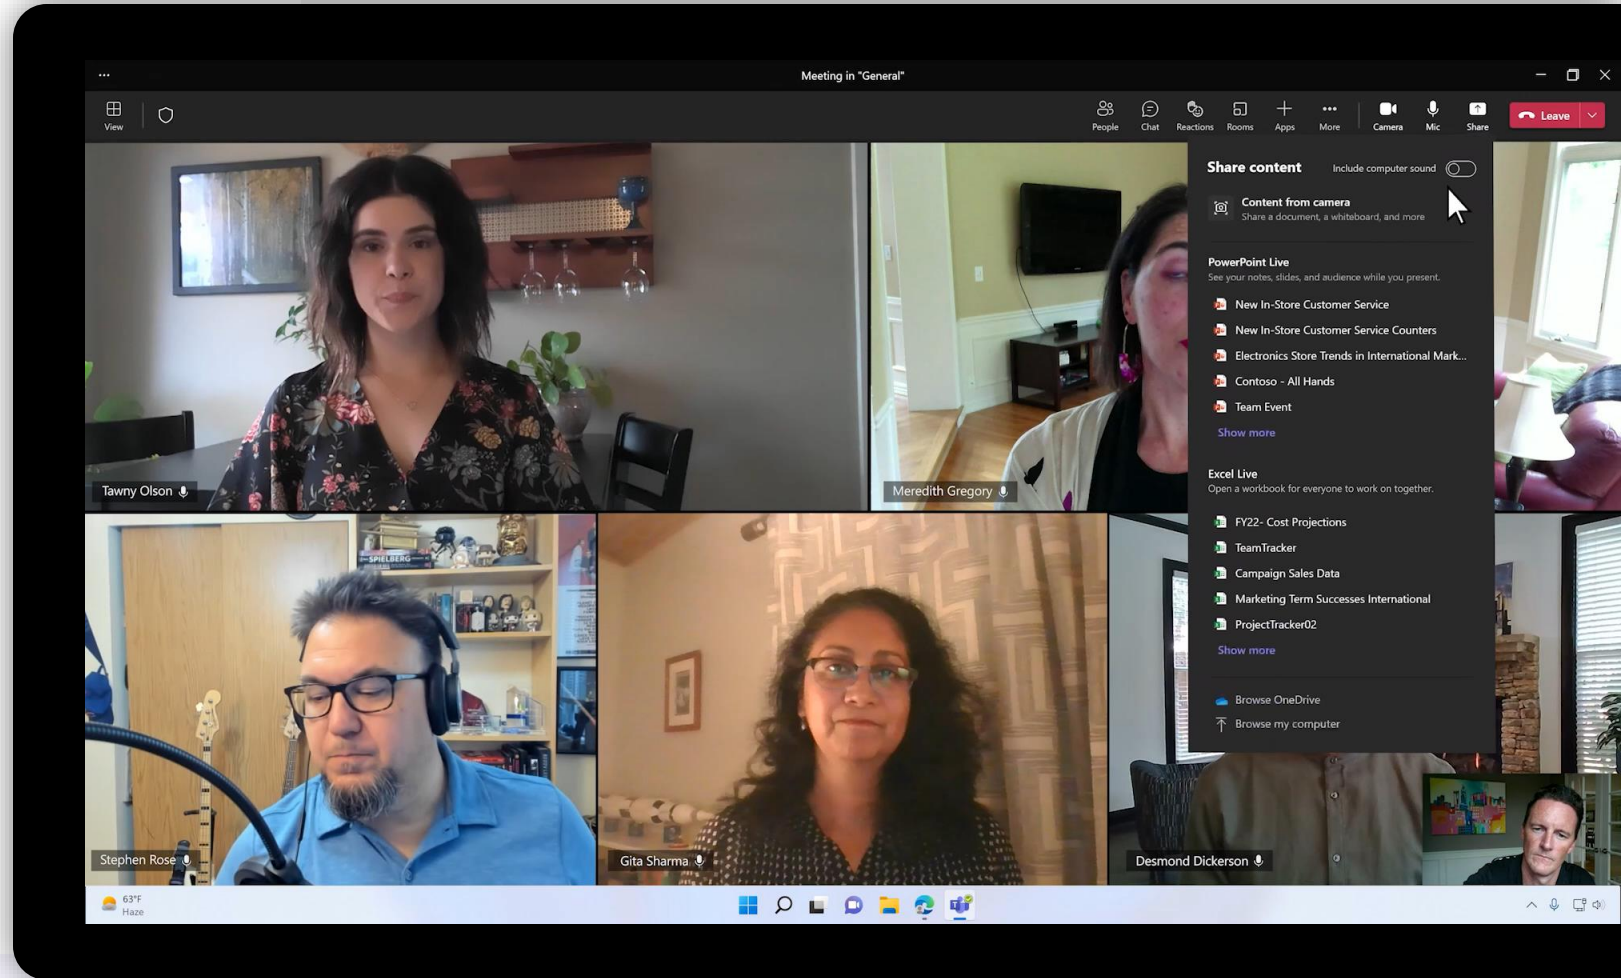 Meeting in "General"
View
People
Chat
Reactions
Rooms
Apps
More
Camera
Mic
Share
Leave
Share content
Include computer sound
Content from camera
Share a document, a whiteboard, and more
PowerPoint Live
See your notes, slides, and audience while you present.
New In-Store Customer Service
New In-Store Customer Service Counters
Electronics Store Trends in International Mark...
Contoso - All Hands
Team Event
Show more
Excel Live
Open a workbook for everyone to work on together.
FY22- Cost Projections
TeamTracker
Campaign Sales Data
Marketing Term Successes International
ProjectTracker02
Show more
Browse OneDrive
Browse my computer
Tawny Olson
Meredith Gregory
SPIELBERG
Stephen Rose
Gita Sharma
Desmond Dickerson
63°F
Haze